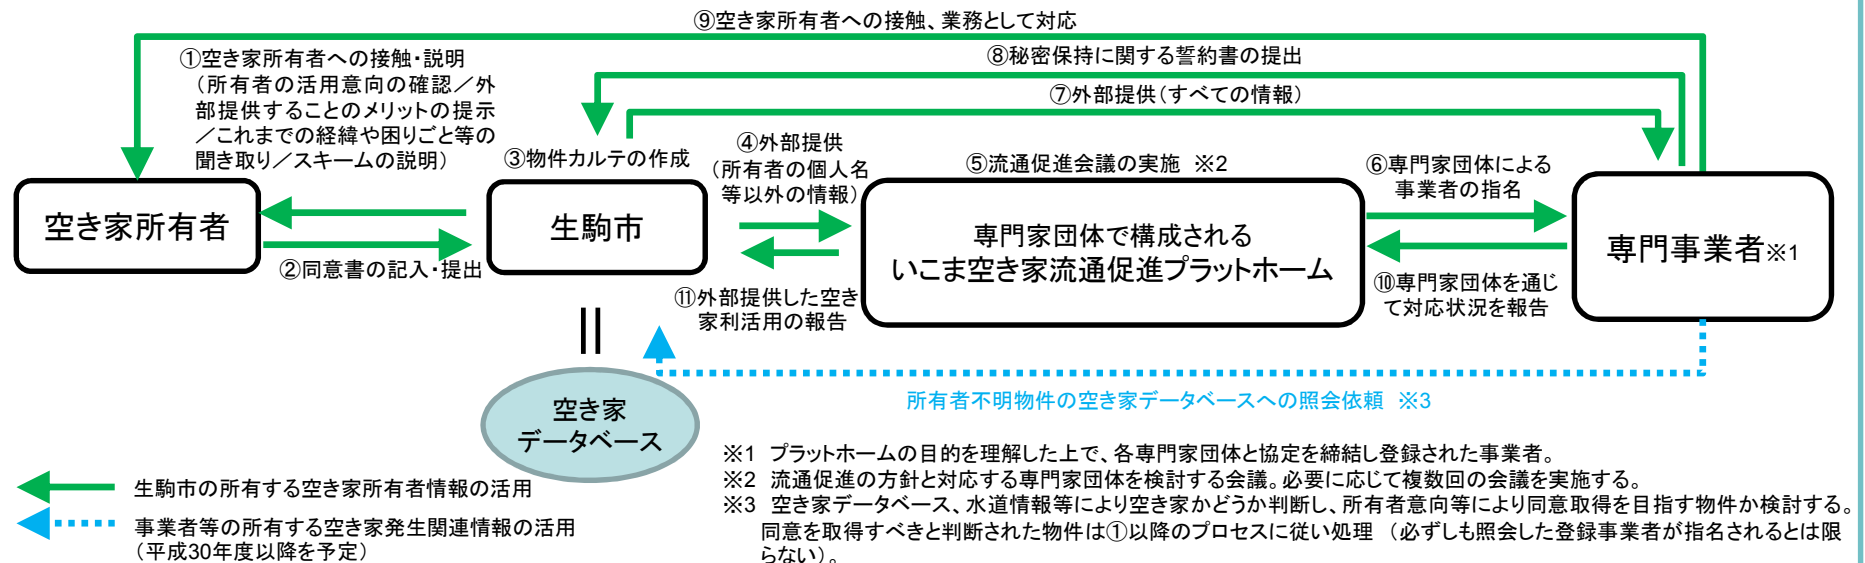 ⑨空き家所有者への接触、業務として対応
①空き家所有者への接触・説明
（所有者の活用意向の確認／外
部提供することのメリットの提示
／これまでの経緯や困りごと等の
聞き取り／スキームの説明）
⑧秘密保持に関する誓約書の提出
⑦外部提供（すべての情報）
③物件カルテの作成
④外部提供
（所有者の個人名
等以外の情報）
⑤流通促進会議の実施 ※2
⑥専門家団体による
事業者の指名
空き家所有者
生駒市
専門家団体で構成される
いこま空き家流通促進プラットホーム
専門事業者※1
②同意書の記入・提出
⑪外部提供した空き
家利活用の報告
⑩専門家団体を通じ
て対応状況を報告
所有者不明物件の空き家データベースへの照会依頼 ※3
空き家
データベース
生駒市の所有する空き家所有者情報の活用
事業者等の所有する空き家発生関連情報の活用
（平成30年度以降を予定）
※1 プラットホームの目的を理解した上で、各専門家団体と協定を締結し登録された事業者。
※2 流通促進の方針と対応する専門家団体を検討する会議。必要に応じて複数回の会議を実施する。
※3 空き家データベース、水道情報等により空き家かどうか判断し、所有者意向等により同意取得を目指す物件か検討する。
同意を取得すべきと判断された物件は①以降のプロセスに従い処理 （必ずしも照会した登録事業者が指名されるとは限
らない）。